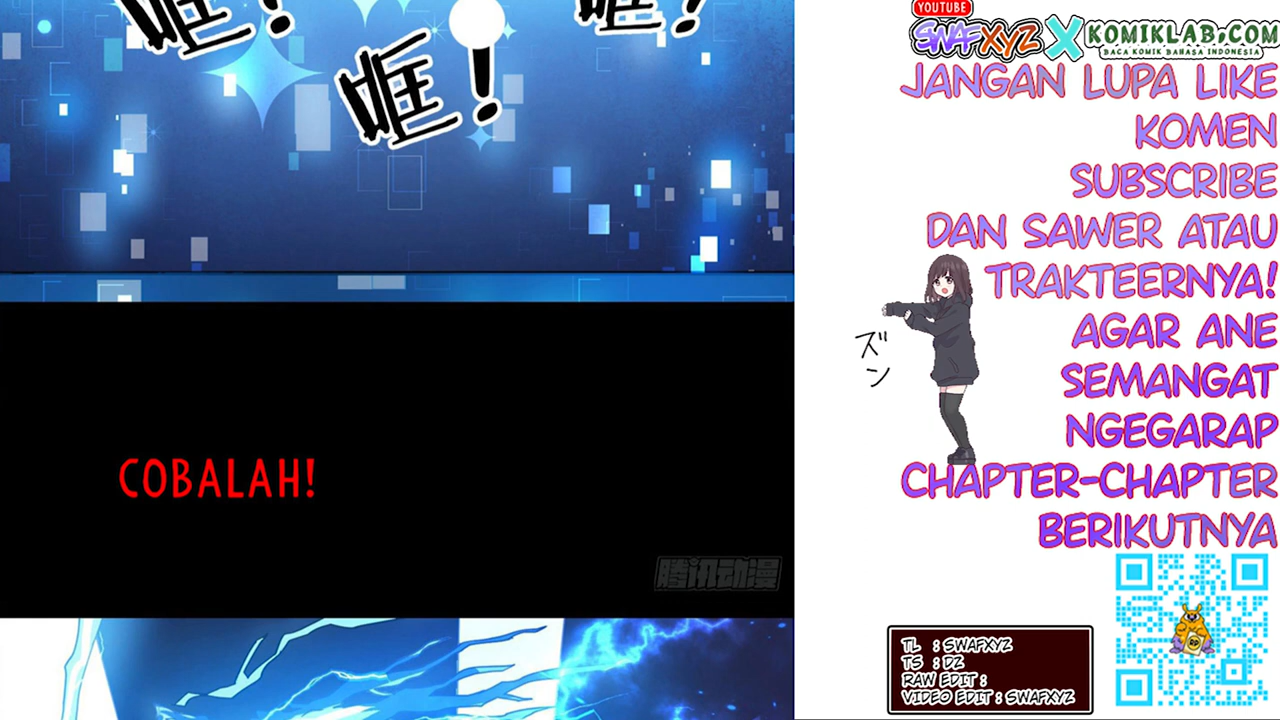 哐!
哐!
哐!
COBALAH!
腾讯动漫
YOUTUBE
SWAFXYZ X KOMIKLAB.COM
BACA KOMIK BAHASA INDONESIA
JANGAN LUPA LIKE
KOMEN
SUBSCRIBE
DAN SAWER ATAU
TRAKTEERNYA!
AGAR ANE
SEMANGAT
NGEGARAP
CHAPTER-CHAPTER
BERIKUTNYA
ズン
TL : SWAFXYZ
TS : DZ
RAW EDIT :
VIDEO EDIT : SWAFXYZ